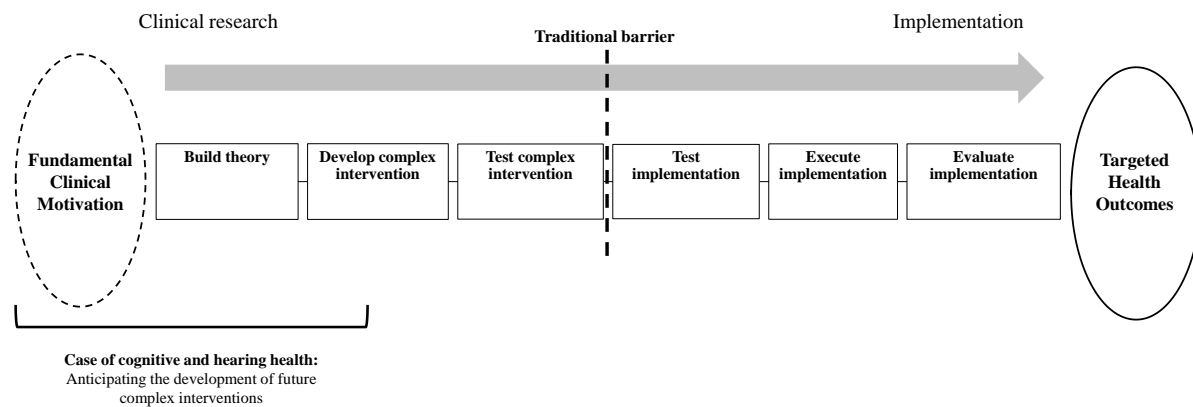 Clinical research
Implementation
Traditional barrier
Fundamental
Clinical
Motivation
Build theory
Develop complex
intervention
Test complex
intervention
Test
implementation
Execute
implementation
Evaluate
implementation
Targeted
Health
Outcomes
Case of cognitive and hearing health:
Anticipating the development of future
complex interventions